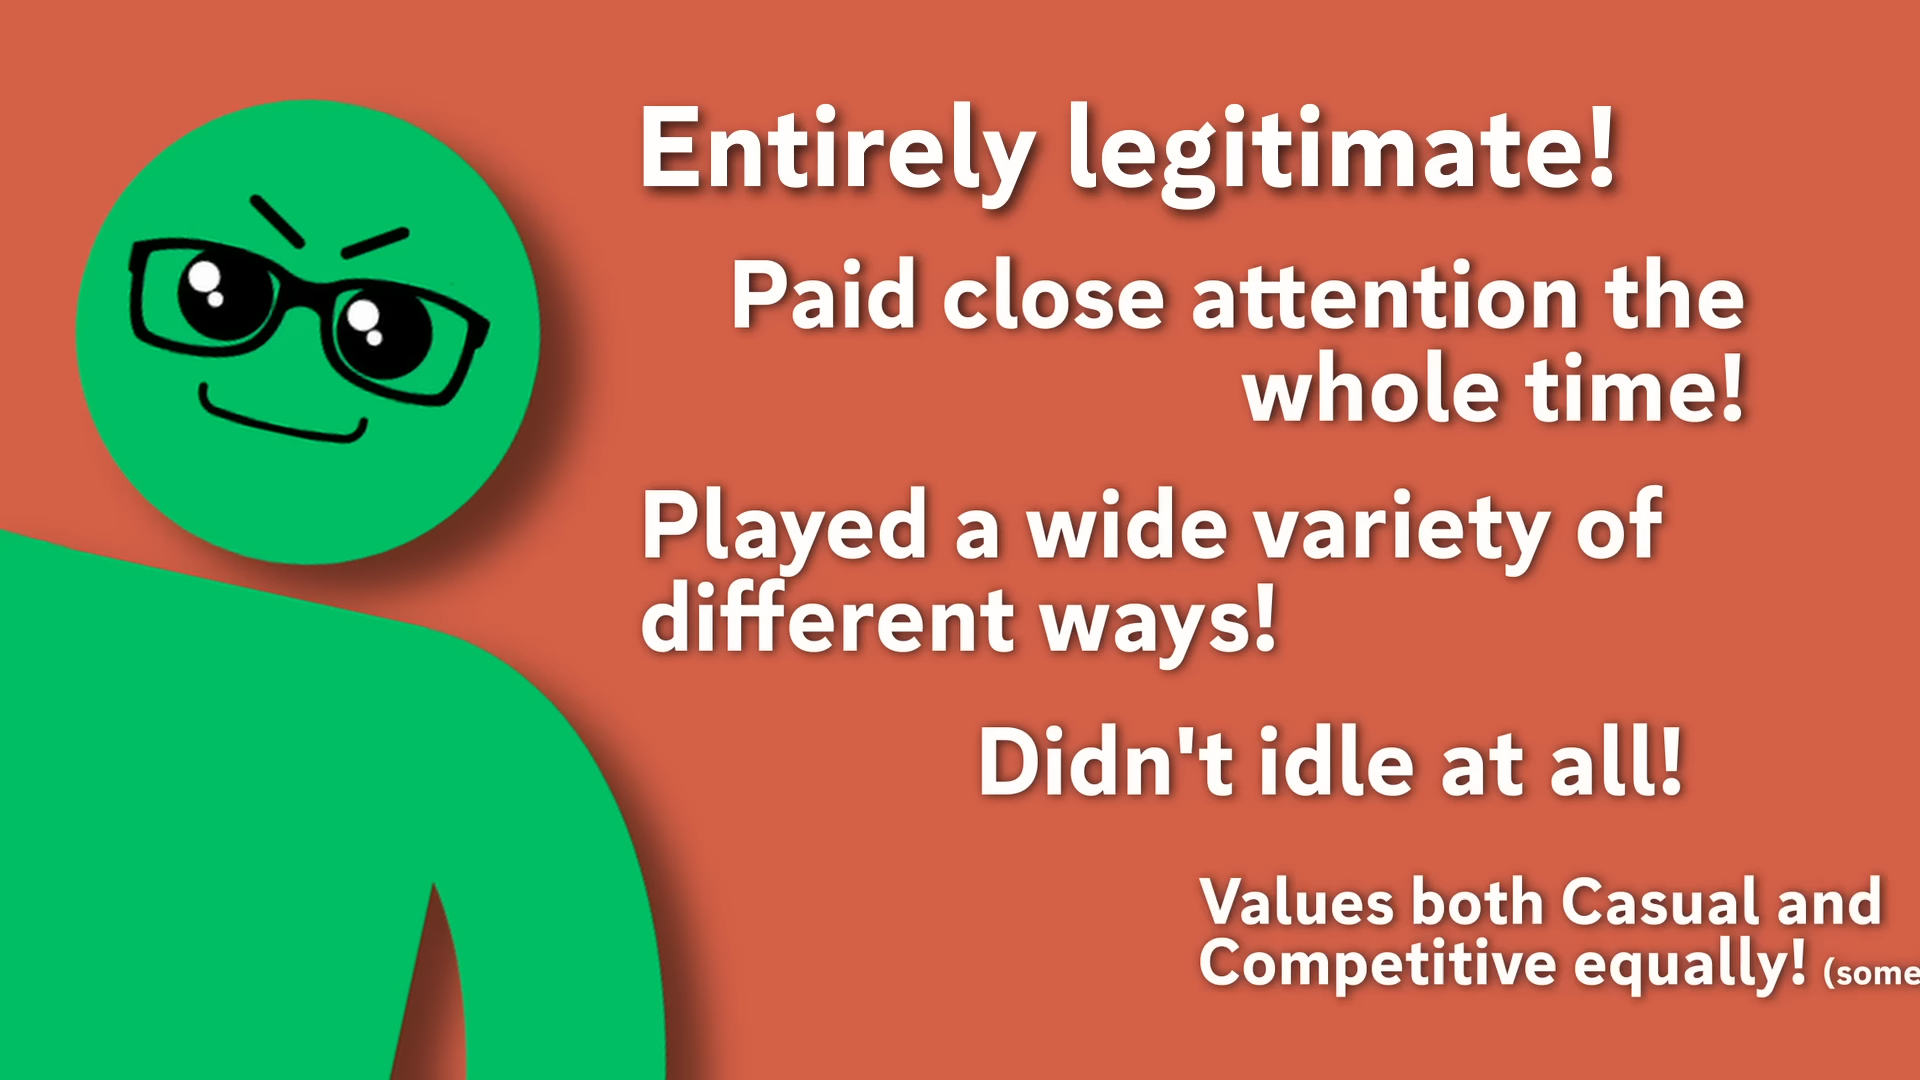 Entirely legitimate!
Paid close attention the
whole time!
Played a wide variety of
different ways!
Didn't idle at all!
Values both Casual and
Competitive equally! (some